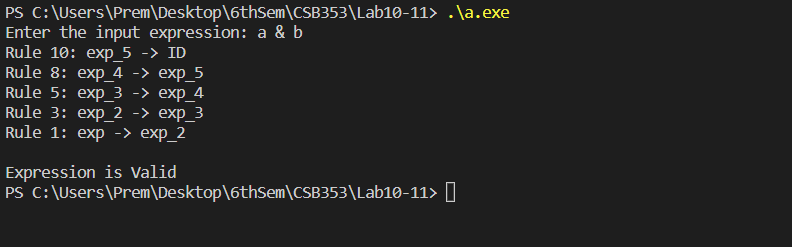 PS C:\Users\Prem\Desktop\6thSem\CSB353\Lab10-11> .\a.exe
Enter the input expression: a & b
Rule 10: exp_5 -> ID
Rule 8: exp_4 -> exp_5
Rule 5: exp_3 -> exp_4
Rule 3: exp_2 -> exp_3
Rule 1: exp -> exp_2
Expression is Valid
PS C:\Users\Prem\Desktop\6thSem\CSB353\Lab10-11>